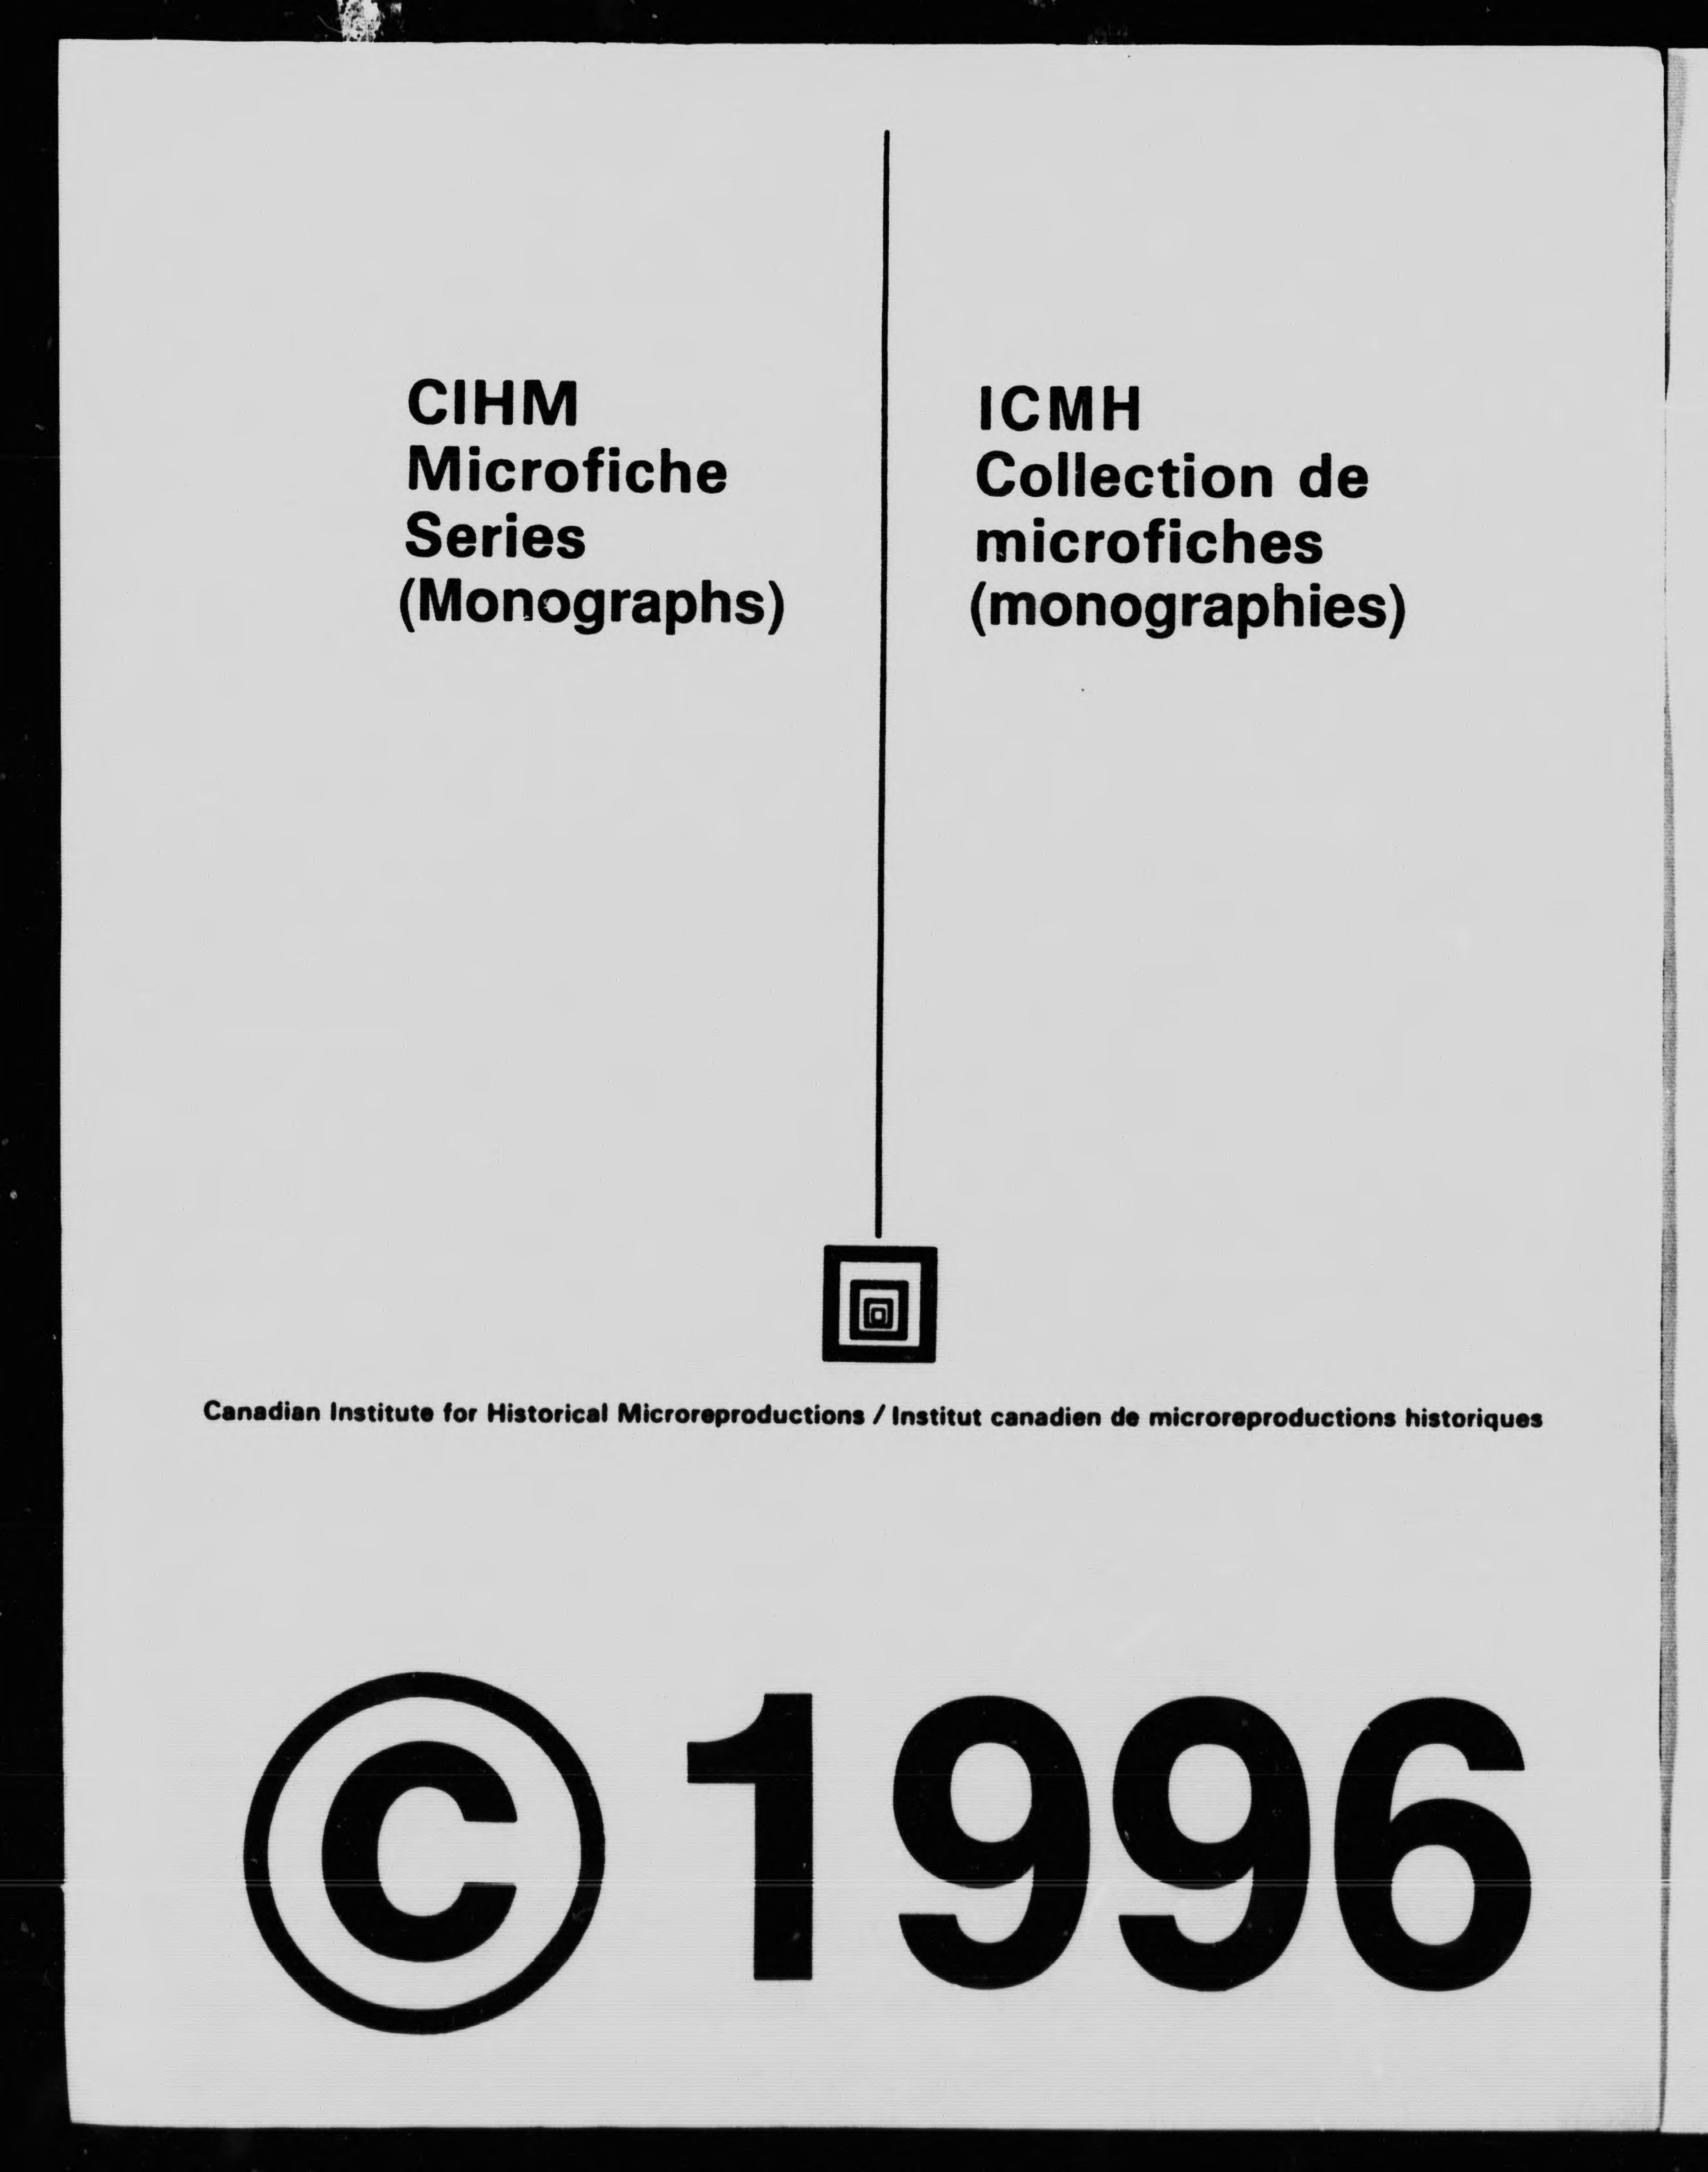 CIHM
Microfiche
Series
(Monographs)
ICMH
Collection de
microfiches
(monographies)
Canadian Institute for Historical Microreproductions / Institut canadien de microreproductions historiques
© 1996